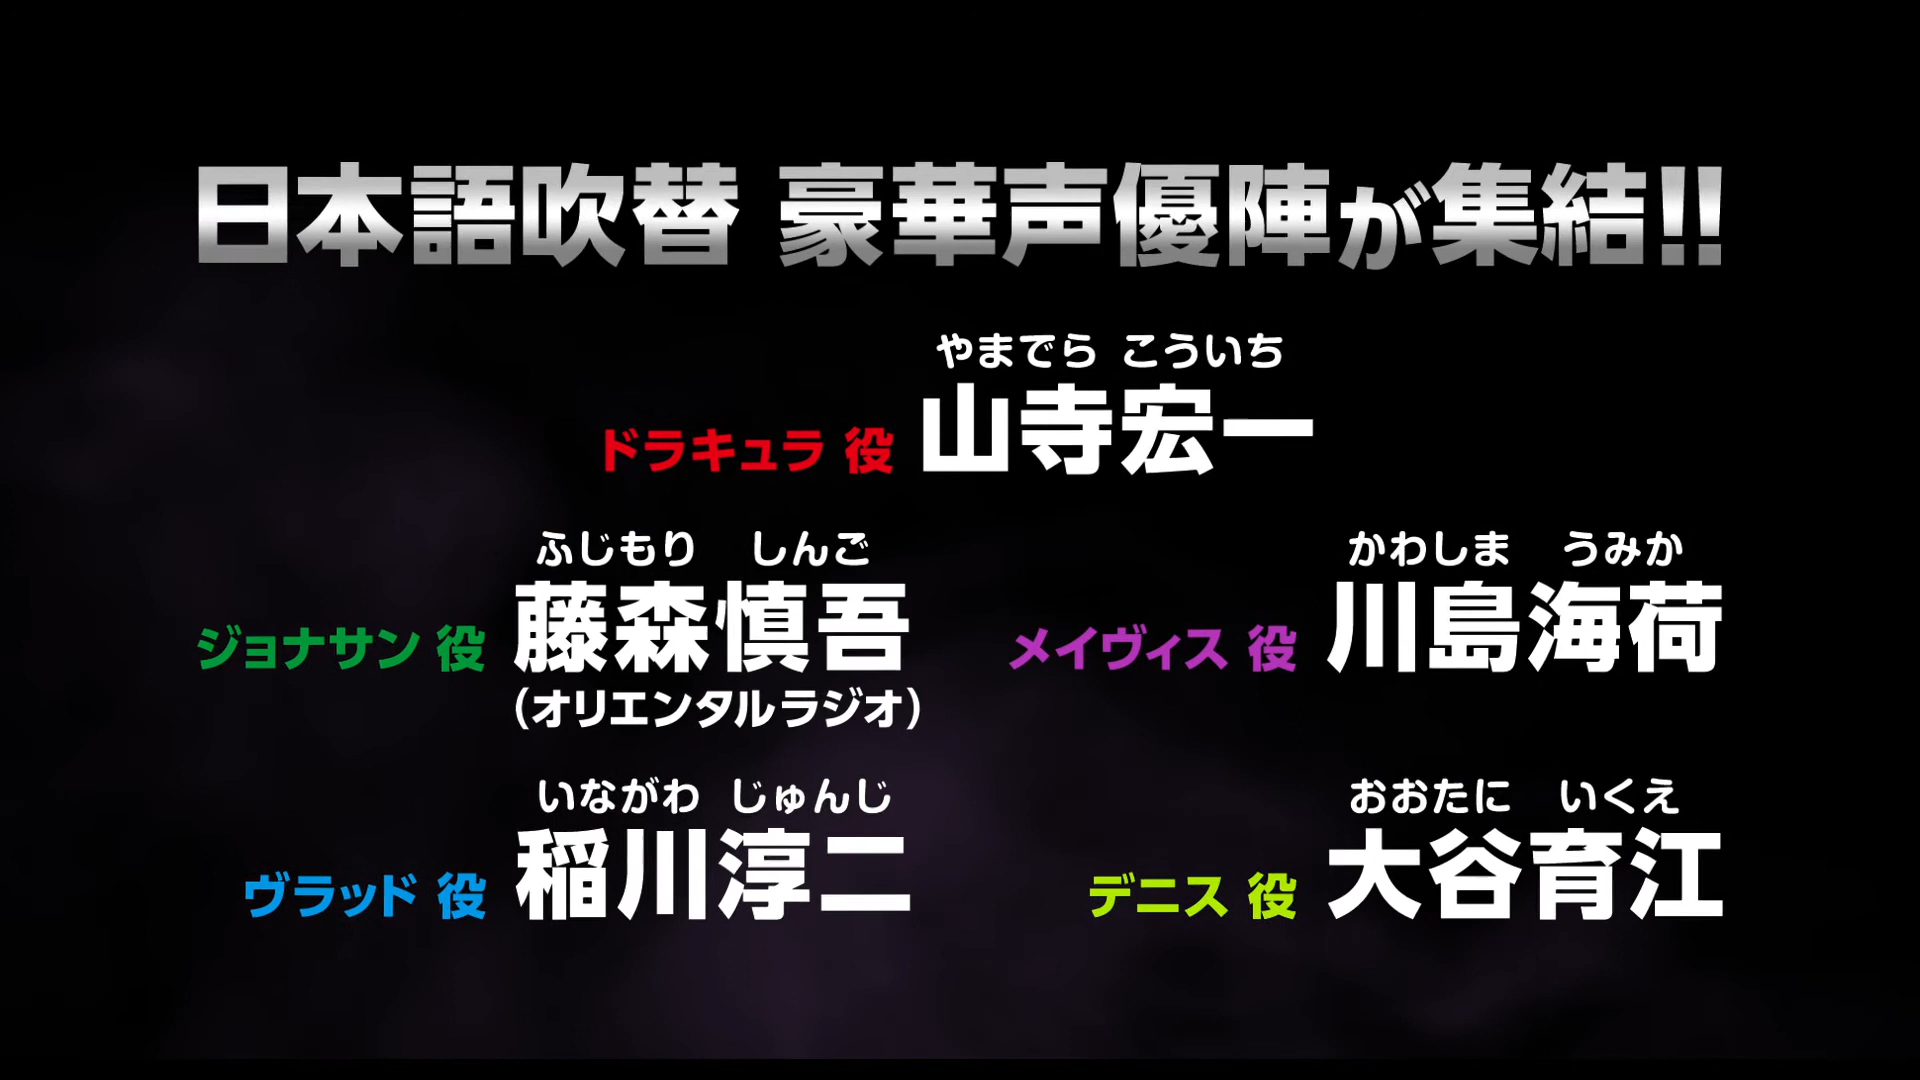 日本語吹替 豪華声優陣が集結!!
やまでら こういち
ドラキュラ 役 山寺宏一
ふじもり しんご
ジョナサン 役 藤森慎吾
(オリエンタルラジオ)
かわしま うみか
メイヴィス 役 川島海荷
いながわ じゅんじ
ヴラッド 役 稲川淳二
おおたに いくえ
デニス 役 大谷育江